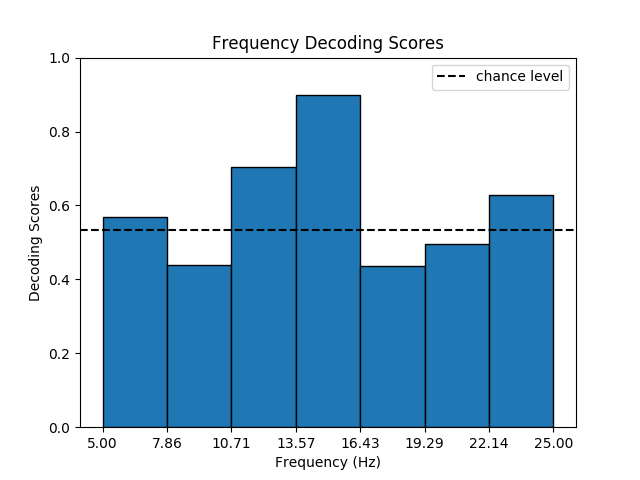 Frequency Decoding Scores
chance level
Decoding Scores
1.0
0.8
0.6
0.4
0.2
0.0
5.00 7.86 10.71 13.57 16.43 19.29 22.14 25.00
Frequency (Hz)